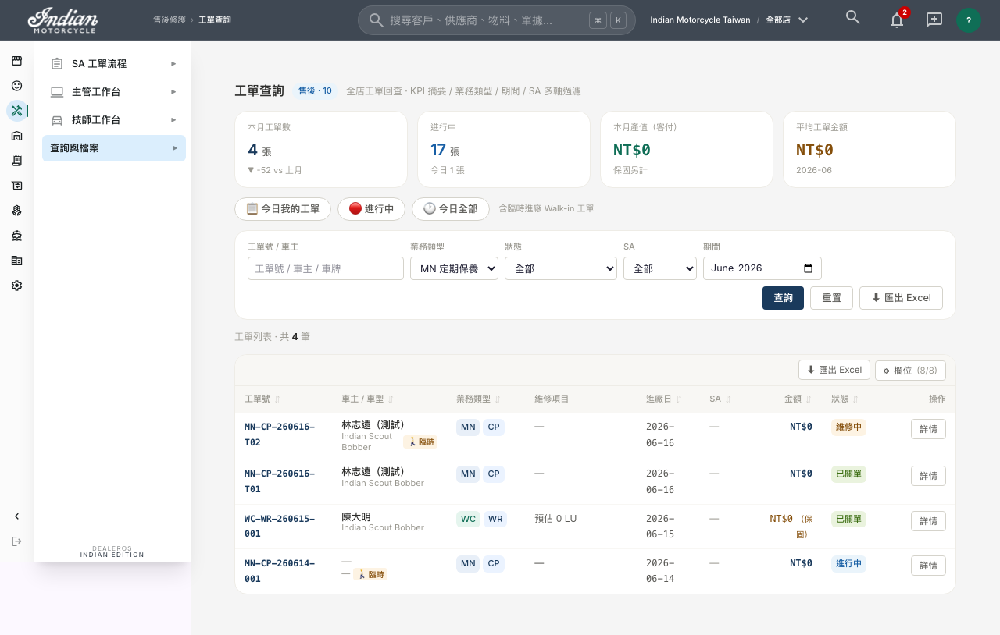 Indian
MOTORCYCLE
售後修護 › 工單查詢
搜尋客戶、供應商、物料、單據... ⌘ K
Indian Motorcycle Taiwan / 全部店
2
?
SA 工單流程
主管工作台
技師工作台
查詢與檔案
DEALEROS
INDIAN EDITION
工單查詢 售後 · 10 全店工單回查 · KPI 摘要 / 業務類型 / 期間 / SA 多軸過濾
本月工單數
4 張
▼ -52 vs 上月
進行中
17 張
今日 1 張
本月產值（客付）
NT$0
保固另計
平均工單金額
NT$0
2026-06
今日我的工單 進行中 今日全部 含臨時進廠 Walk-in 工單
工單號 / 車主 業務類型 狀態 SA 期間
工單號 / 車主 / 車牌 MN 定期保養 全部 全部 June 2026
查詢 重置 ⬇ 匯出 Excel
工單列表 · 共 4 筆
⬇ 匯出 Excel ⚙ 欄位 (8/8)
工單號 ⇵ 車主 / 車型 ⇵ 業務類型 ⇵ 維修項目 進廠日 ⇵ SA ⇵ 金額 ⇵ 狀態 ⇵ 操作
MN-CP-260616-T02 林志遠（測試） Indian Scout Bobber 臨時 MN CP — 2026-06-16 — NT$0 維修中 詳情
MN-CP-260616-T01 林志遠（測試） Indian Scout Bobber MN CP — 2026-06-16 — NT$0 已關單 詳情
WC-WR-260615-001 陳大明 Indian Scout Bobber WC WR 預估 0 LU 2026-06-15 — NT$0（保固） 已關單 詳情
MN-CP-260614-001 — — 臨時 MN CP — 2026-06-14 — NT$0 進行中 詳情